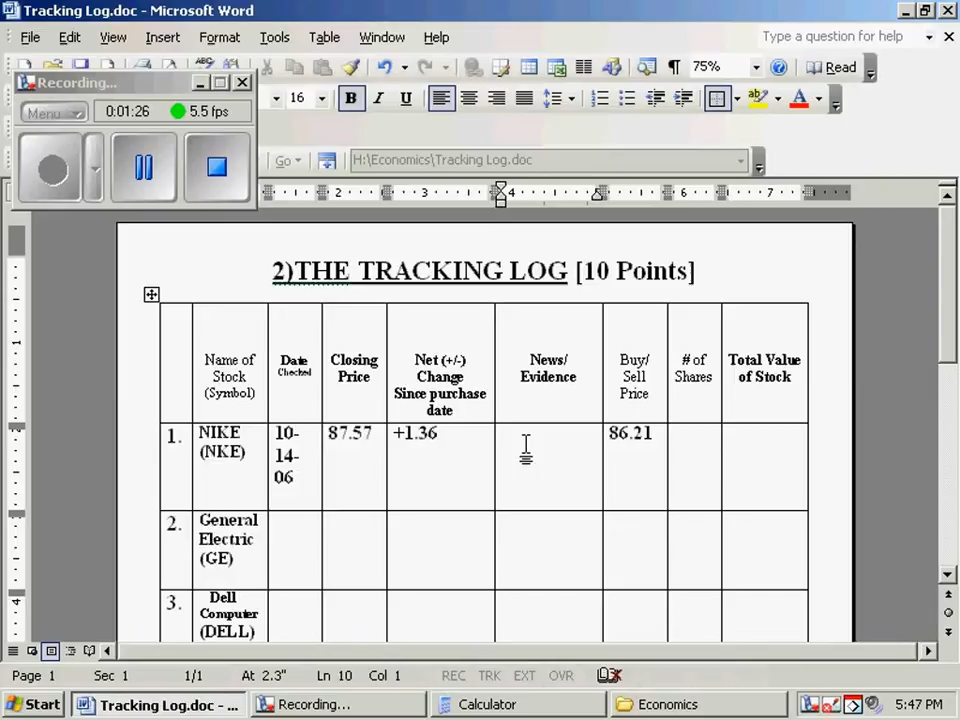 Tracking Log.doc - Microsoft Word
File Edit View Insert Format Tools Table Window Help Type a question for help
Recording...
75% Read
Menu 0:01:26 5.5 fps
16 B I U
Go H:\Economics\Tracking Log.doc
2 3 4 6 7
2)THE TRACKING LOG [10 Points]
Name of Stock (Symbol) Date Checked Closing Price Net (+/-) Change Since purchase date News/ Evidence Buy/ Sell Price # of Shares Total Value of Stock
1. NIKE (NKE) 10-14-06 87.57 +1.36 86.21
2. General Electric (GE)
3. Dell Computer (DELL)
Page 1 Sec 1 1/1 At 2.3" Ln 10 Col 1 REC TRK EXT OVR
Start Tracking Log.doc - ... Recording... Calculator Economics 5:47 PM